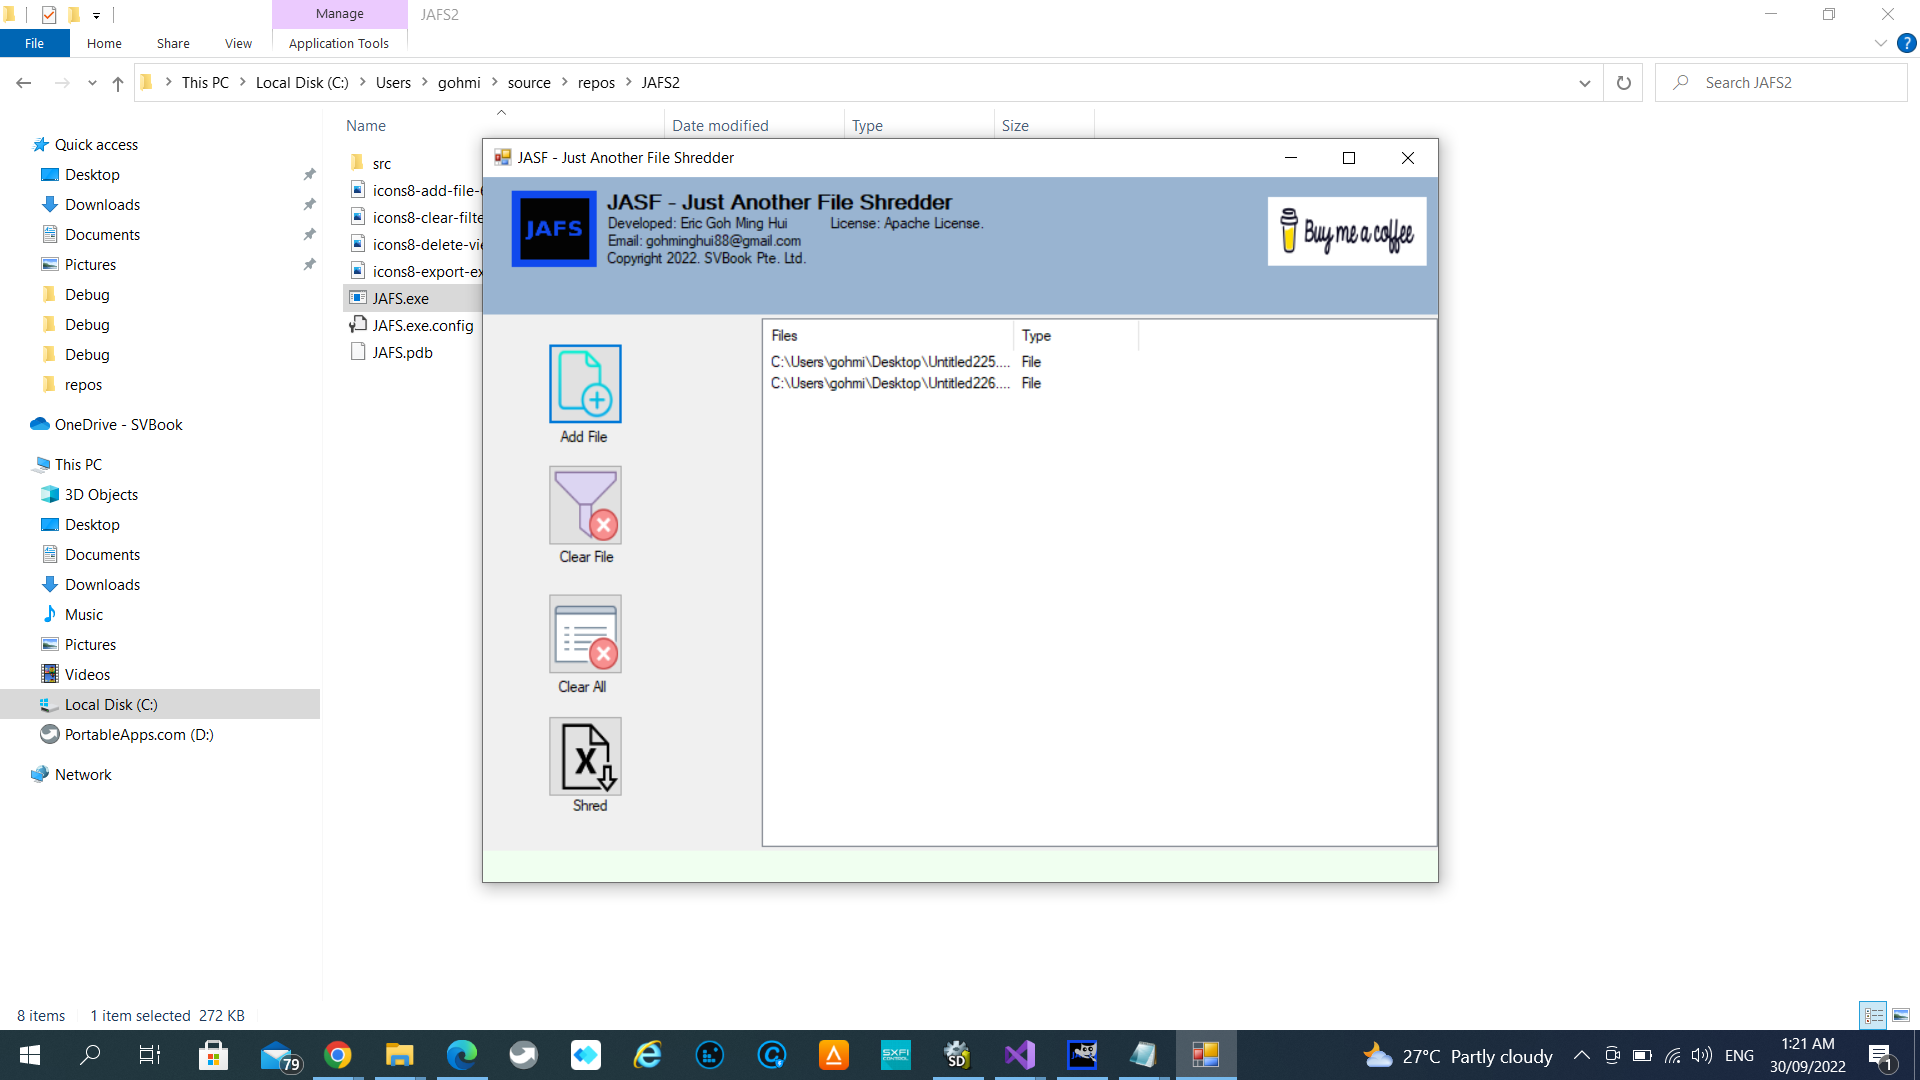 Manage
JAFS2
File
Home
Share
View
Application Tools
This PC
Local Disk (C:)
Users
gohmi
source
repos
JAFS2
Search JAFS2
Name
Date modified
Type
Size
Quick access
Desktop
Downloads
Documents
Pictures
Debug
Debug
Debug
repos
OneDrive - SVBook
This PC
3D Objects
Desktop
Documents
Downloads
Music
Pictures
Videos
Local Disk (C:)
PortableApps.com (D:)
Network
src
icons8-add-file-
icons8-clear-filte
icons8-delete-vie
icons8-export-ex
JAFS.exe
JAFS.exe.config
JAFS.pdb
JASF - Just Another File Shredder
JAFS
JASF - Just Another File Shredder
Developed: Eric Goh Ming Hui License: Apache License.
Email: gohminghui88@gmail.com
Copyright 2022. SVBook Pte. Ltd.
Buy me a coffee
Add File
Clear File
Clear All
X
Shred
Files Type
C:\Users\gohmi\Desktop\Untitled225.... File
C:\Users\gohmi\Desktop\Untitled226.... File
8 items 1 item selected 272 KB
79
SXFI
CONTROL
SD
27°C Partly cloudy
ENG
1:21 AM
30/09/2022
1